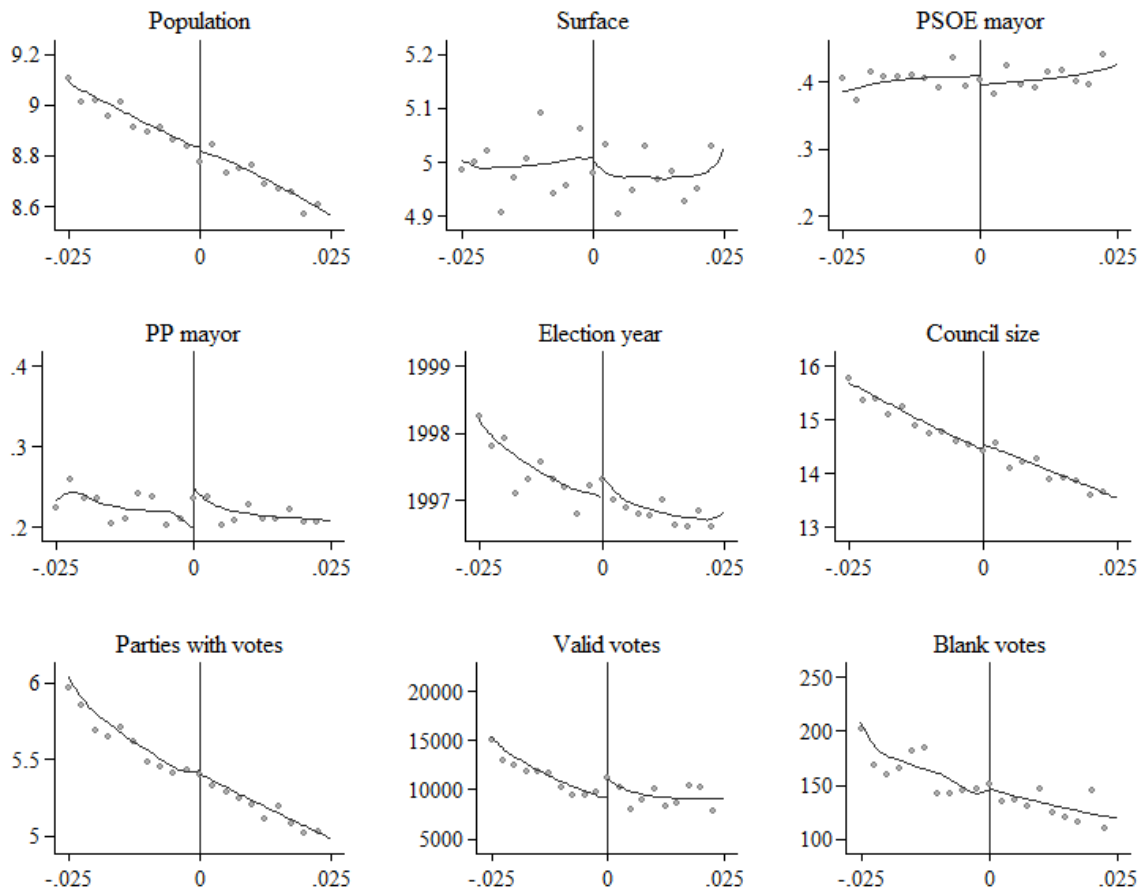 Population
9.2
9
8.8
8.6
-.025 0 .025
Surface
5.2
5.1
5
4.9
-.025 0 .025
PSOE mayor
.4
.4
.2
-.025 0 .025
PP mayor
.4
.3
.2
-.025 0 .025
Election year
1999
1998
1997
-.025 0 .025
Council size
16
15
14
13
-.025 0 .025
Parties with votes
6
5.5
5
-.025 0 .025
Valid votes
20000
15000
10000
5000
-.025 0 .025
Blank votes
250
200
150
100
-.025 0 .025